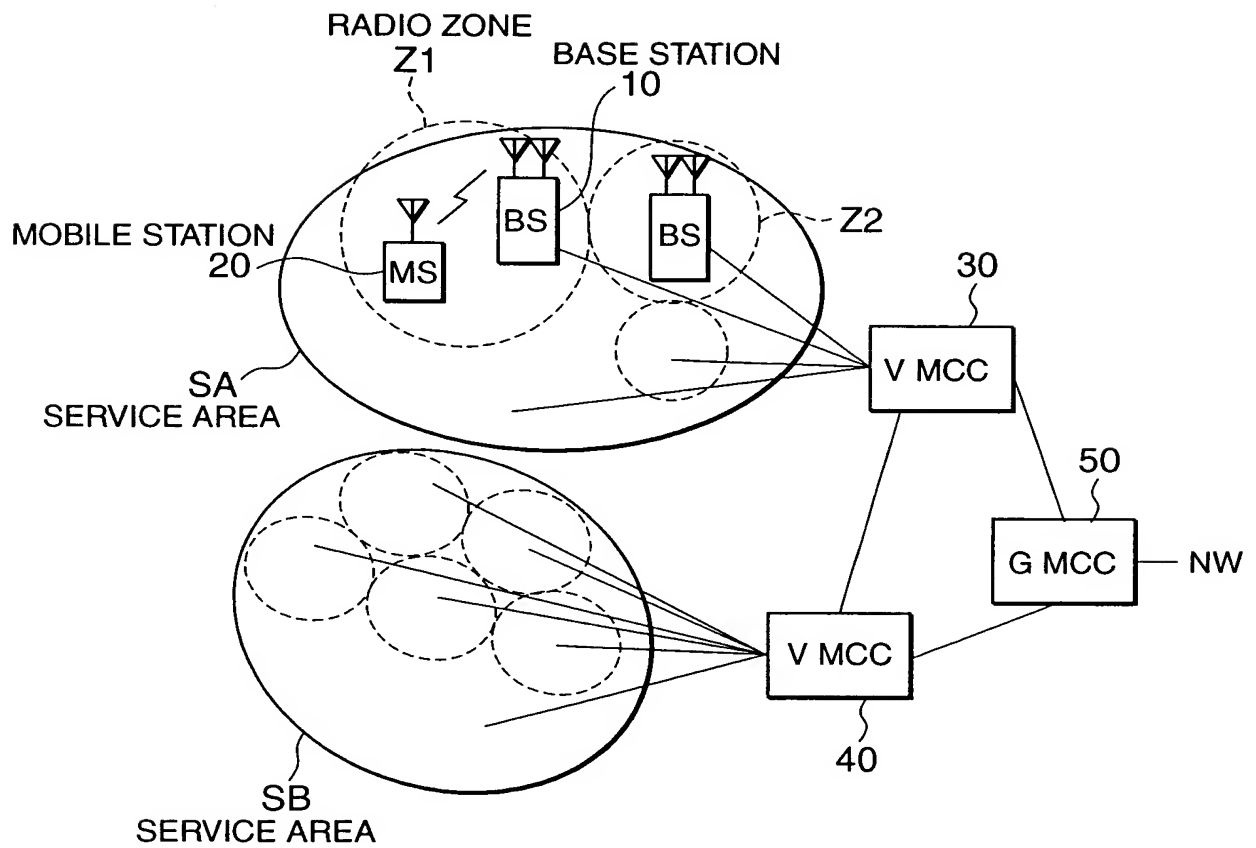 RADIO ZONE
Z1
BASE STATION
10
BS
BS
Z2
MOBILE STATION
20
MS
30
V MCC
SA
SERVICE AREA
50
G MCC
NW
V MCC
40
SB
SERVICE AREA